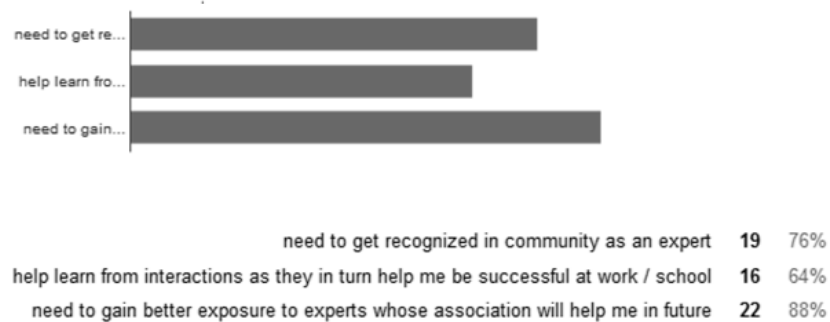 need to get re...
help learn fro...
need to gain...
need to get recognized in community as an expert 19 76%
help learn from interactions as they in turn help me be successful at work / school 16 64%
need to gain better exposure to experts whose association will help me in future 22 88%